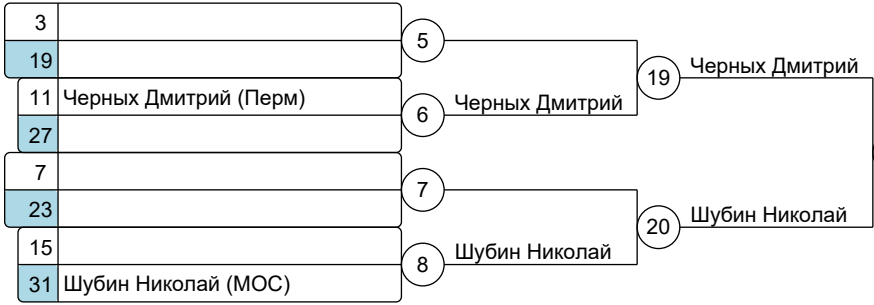 3
5
19
19 Черных Дмитрий
11 Черных Дмитрий (Перм)
6 Черных Дмитрий
27
7
7
23
20 Шубин Николай
15
8 Шубин Николай
31 Шубин Николай (МОС)